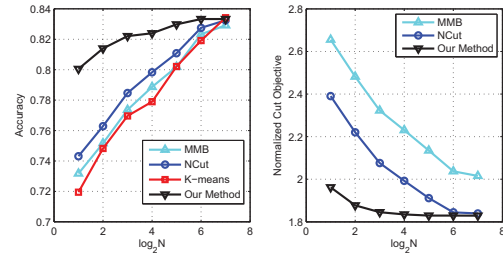 0.84
0.82
0.8
0.78
0.76
0.74
0.72
0.7
Accuracy
0 2 4 6 8
log2N
MMB
NCut
K−means
Our Method
2.8
2.6
2.4
2.2
2
1.8
Normalized Cut Objective
0 2 4 6 8
log2N
MMB
NCut
Our Method